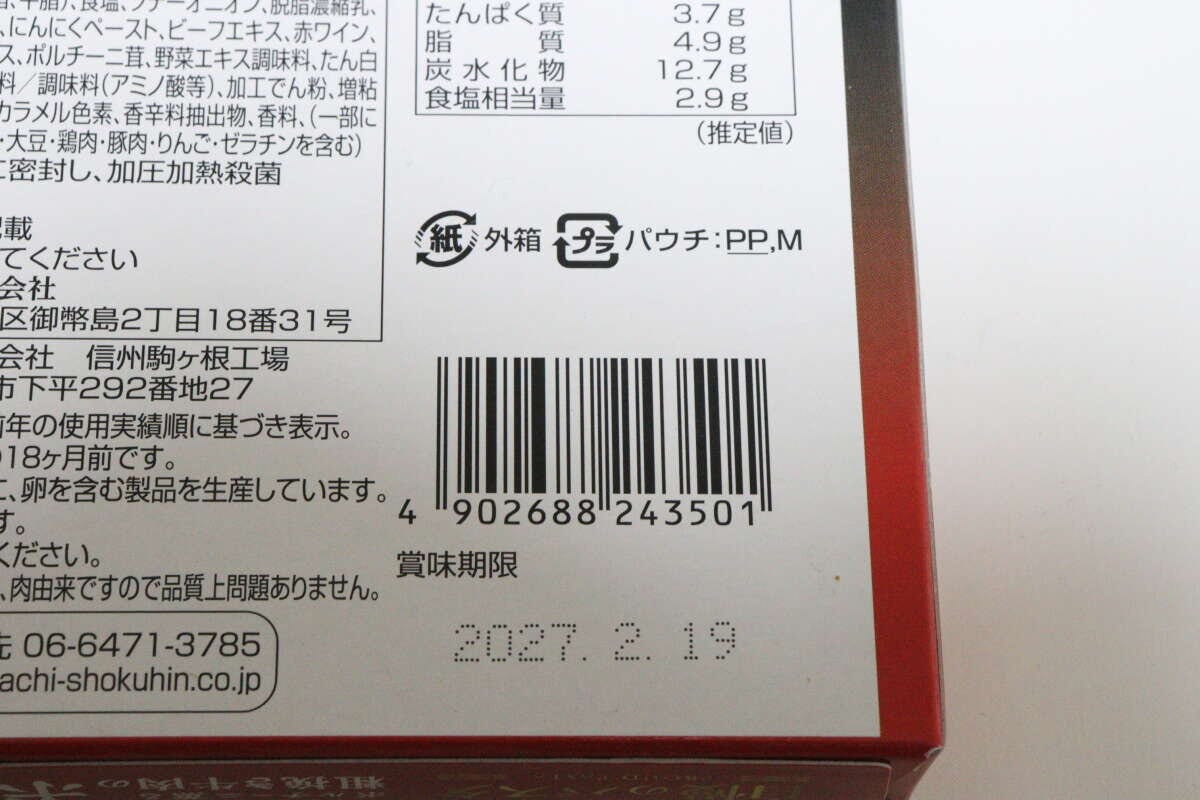 脱脂濃縮乳、
にんにくペースト、ビーフエキス、赤ワイン、
ス、ポルチーニ茸、野菜エキス調味料、たん白
料／調味料（アミノ酸等）、加工でん粉、増粘
カラメル色素、香辛料抽出物、香料、（一部に
・大豆・鶏肉・豚肉・りんご・ゼラチンを含む）
に密封し、加圧加熱殺菌
記載
てください
会社
区御幣島2丁目18番31号
会社 信州駒ヶ根工場
市下平292番地27
前年の使用実績順に基づき表示。
18ヶ月前です。
に、卵を含む製品を生産しています。
す。
ください。
、肉由来ですので品質上問題ありません。
先 06-6471-3785
achi-shokuhin.co.jp
たんぱく質 3.7g
脂質 4.9g
炭水化物 12.7g
食塩相当量 2.9g
（推定値）
紙 外箱 プラ パウチ：PP,M
4 902688 243501
賞味期限
2027. 2. 19
粗挽き牛肉のボ